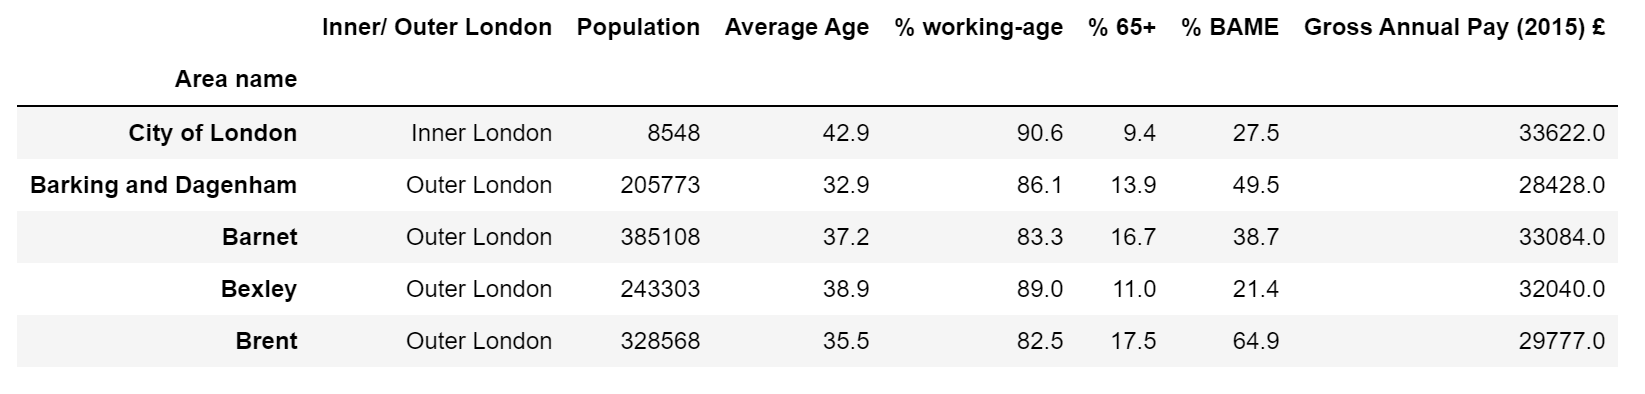 Inner/ Outer London Population Average Age % working-age % 65+ % BAME Gross Annual Pay (2015) £
Area name
City of London Inner London 8548 42.9 90.6 9.4 27.5 33622.0
Barking and Dagenham Outer London 205773 32.9 86.1 13.9 49.5 28428.0
Barnet Outer London 385108 37.2 83.3 16.7 38.7 33084.0
Bexley Outer London 243303 38.9 89.0 11.0 21.4 32040.0
Brent Outer London 328568 35.5 82.5 17.5 64.9 29777.0